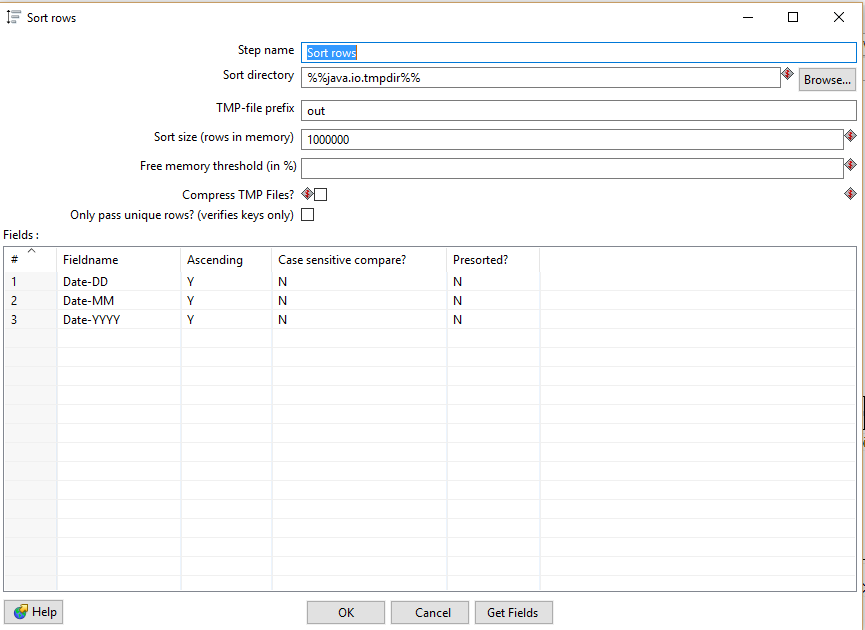 Sort rows
Step name Sort rows
Sort directory %%java.io.tmpdir%% Browse...
TMP-file prefix out
Sort size (rows in memory) 1000000
Free memory threshold (in %)
Compress TMP Files?
Only pass unique rows? (verifies keys only)
Fields :
# Fieldname Ascending Case sensitive compare? Presorted?
1 Date-DD Y N N
2 Date-MM Y N N
3 Date-YYYY Y N N
Help OK Cancel Get Fields